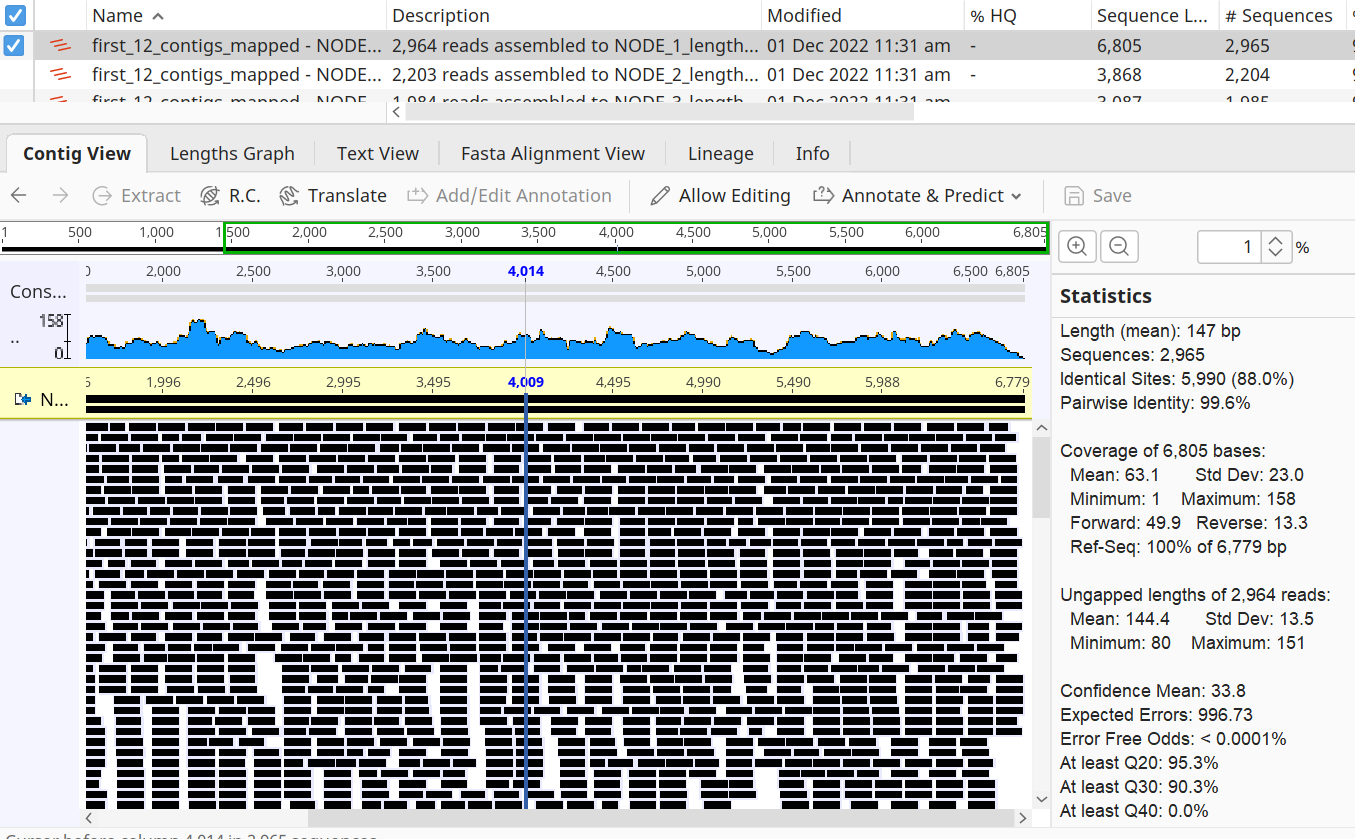 Name Description Modified % HQ Sequence L... # Sequences
first_12_contigs_mapped - NODE... 2,964 reads assembled to NODE_1_length... 01 Dec 2022 11:31 am - 6,805 2,965
first_12_contigs_mapped - NODE... 2,203 reads assembled to NODE_2_length... 01 Dec 2022 11:31 am - 3,868 2,204
first_12_contigs_mapped - NODE... 1,984 reads assembled to NODE_3_length... 01 Dec 2022 11:31 am 3,087 1,985
Contig View Lengths Graph Text View Fasta Alignment View Lineage Info
Extract R.C. Translate Add/Edit Annotation Allow Editing Annotate & Predict Save
1 500 1,000 1,500 2,000 2,500 3,000 3,500 4,000 4,500 5,000 5,500 6,000 6,805
1 %
2,000 2,500 3,000 3,500 4,014 4,500 5,000 5,500 6,000 6,500 6,805
Cons...
158
0
1,996 2,496 2,995 3,495 4,009 4,495 4,990 5,490 5,988 6,779
N...
Statistics
Length (mean): 147 bp
Sequences: 2,965
Identical Sites: 5,990 (88.0%)
Pairwise Identity: 99.6%
Coverage of 6,805 bases:
Mean: 63.1 Std Dev: 23.0
Minimum: 1 Maximum: 158
Forward: 49.9 Reverse: 13.3
Ref-Seq: 100% of 6,779 bp
Ungapped lengths of 2,964 reads:
Mean: 144.4 Std Dev: 13.5
Minimum: 80 Maximum: 151
Confidence Mean: 33.8
Expected Errors: 996.73
Error Free Odds: < 0.0001%
At least Q20: 95.3%
At least Q30: 90.3%
At least Q40: 0.0%
Cursor before column 4,014 in 2,965 sequences